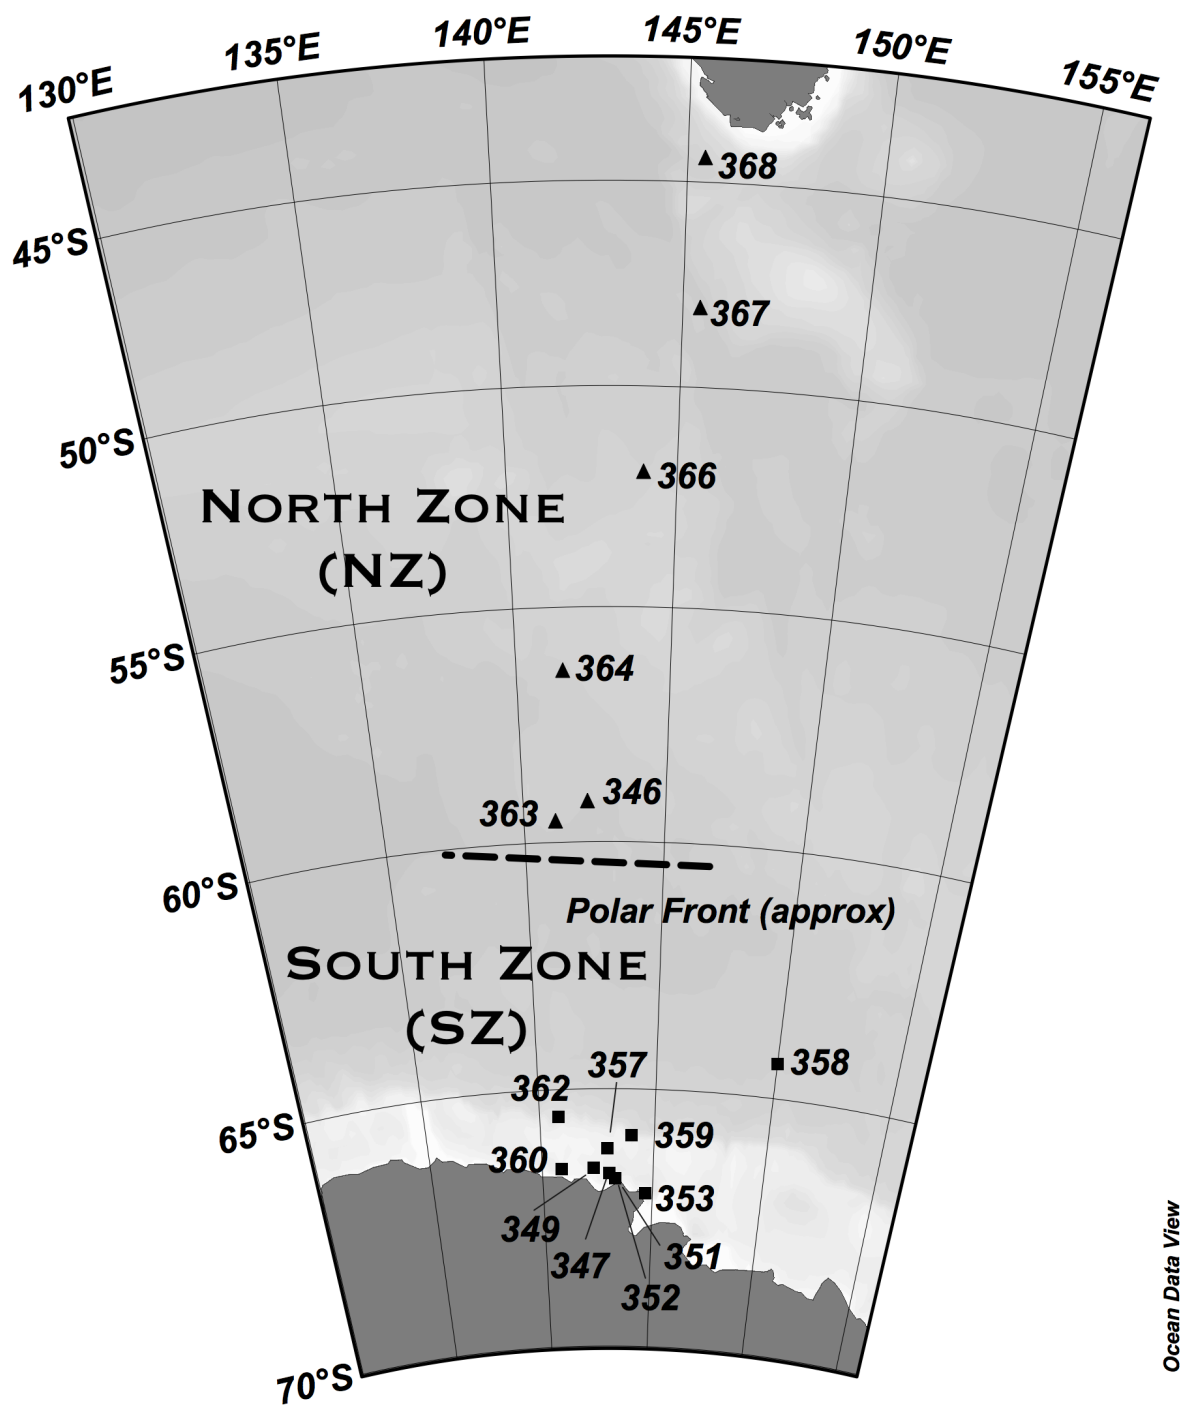 130°E
135°E
140°E
145°E
150°E
155°E
368
45°S
367
50°S
366
NORTH ZONE
(NZ)
55°S
364
346
363
60°S
Polar Front (approx)
SOUTH ZONE
(SZ)
357
358
362
65°S
359
360
353
349
347
351
352
70°S
Ocean Data View